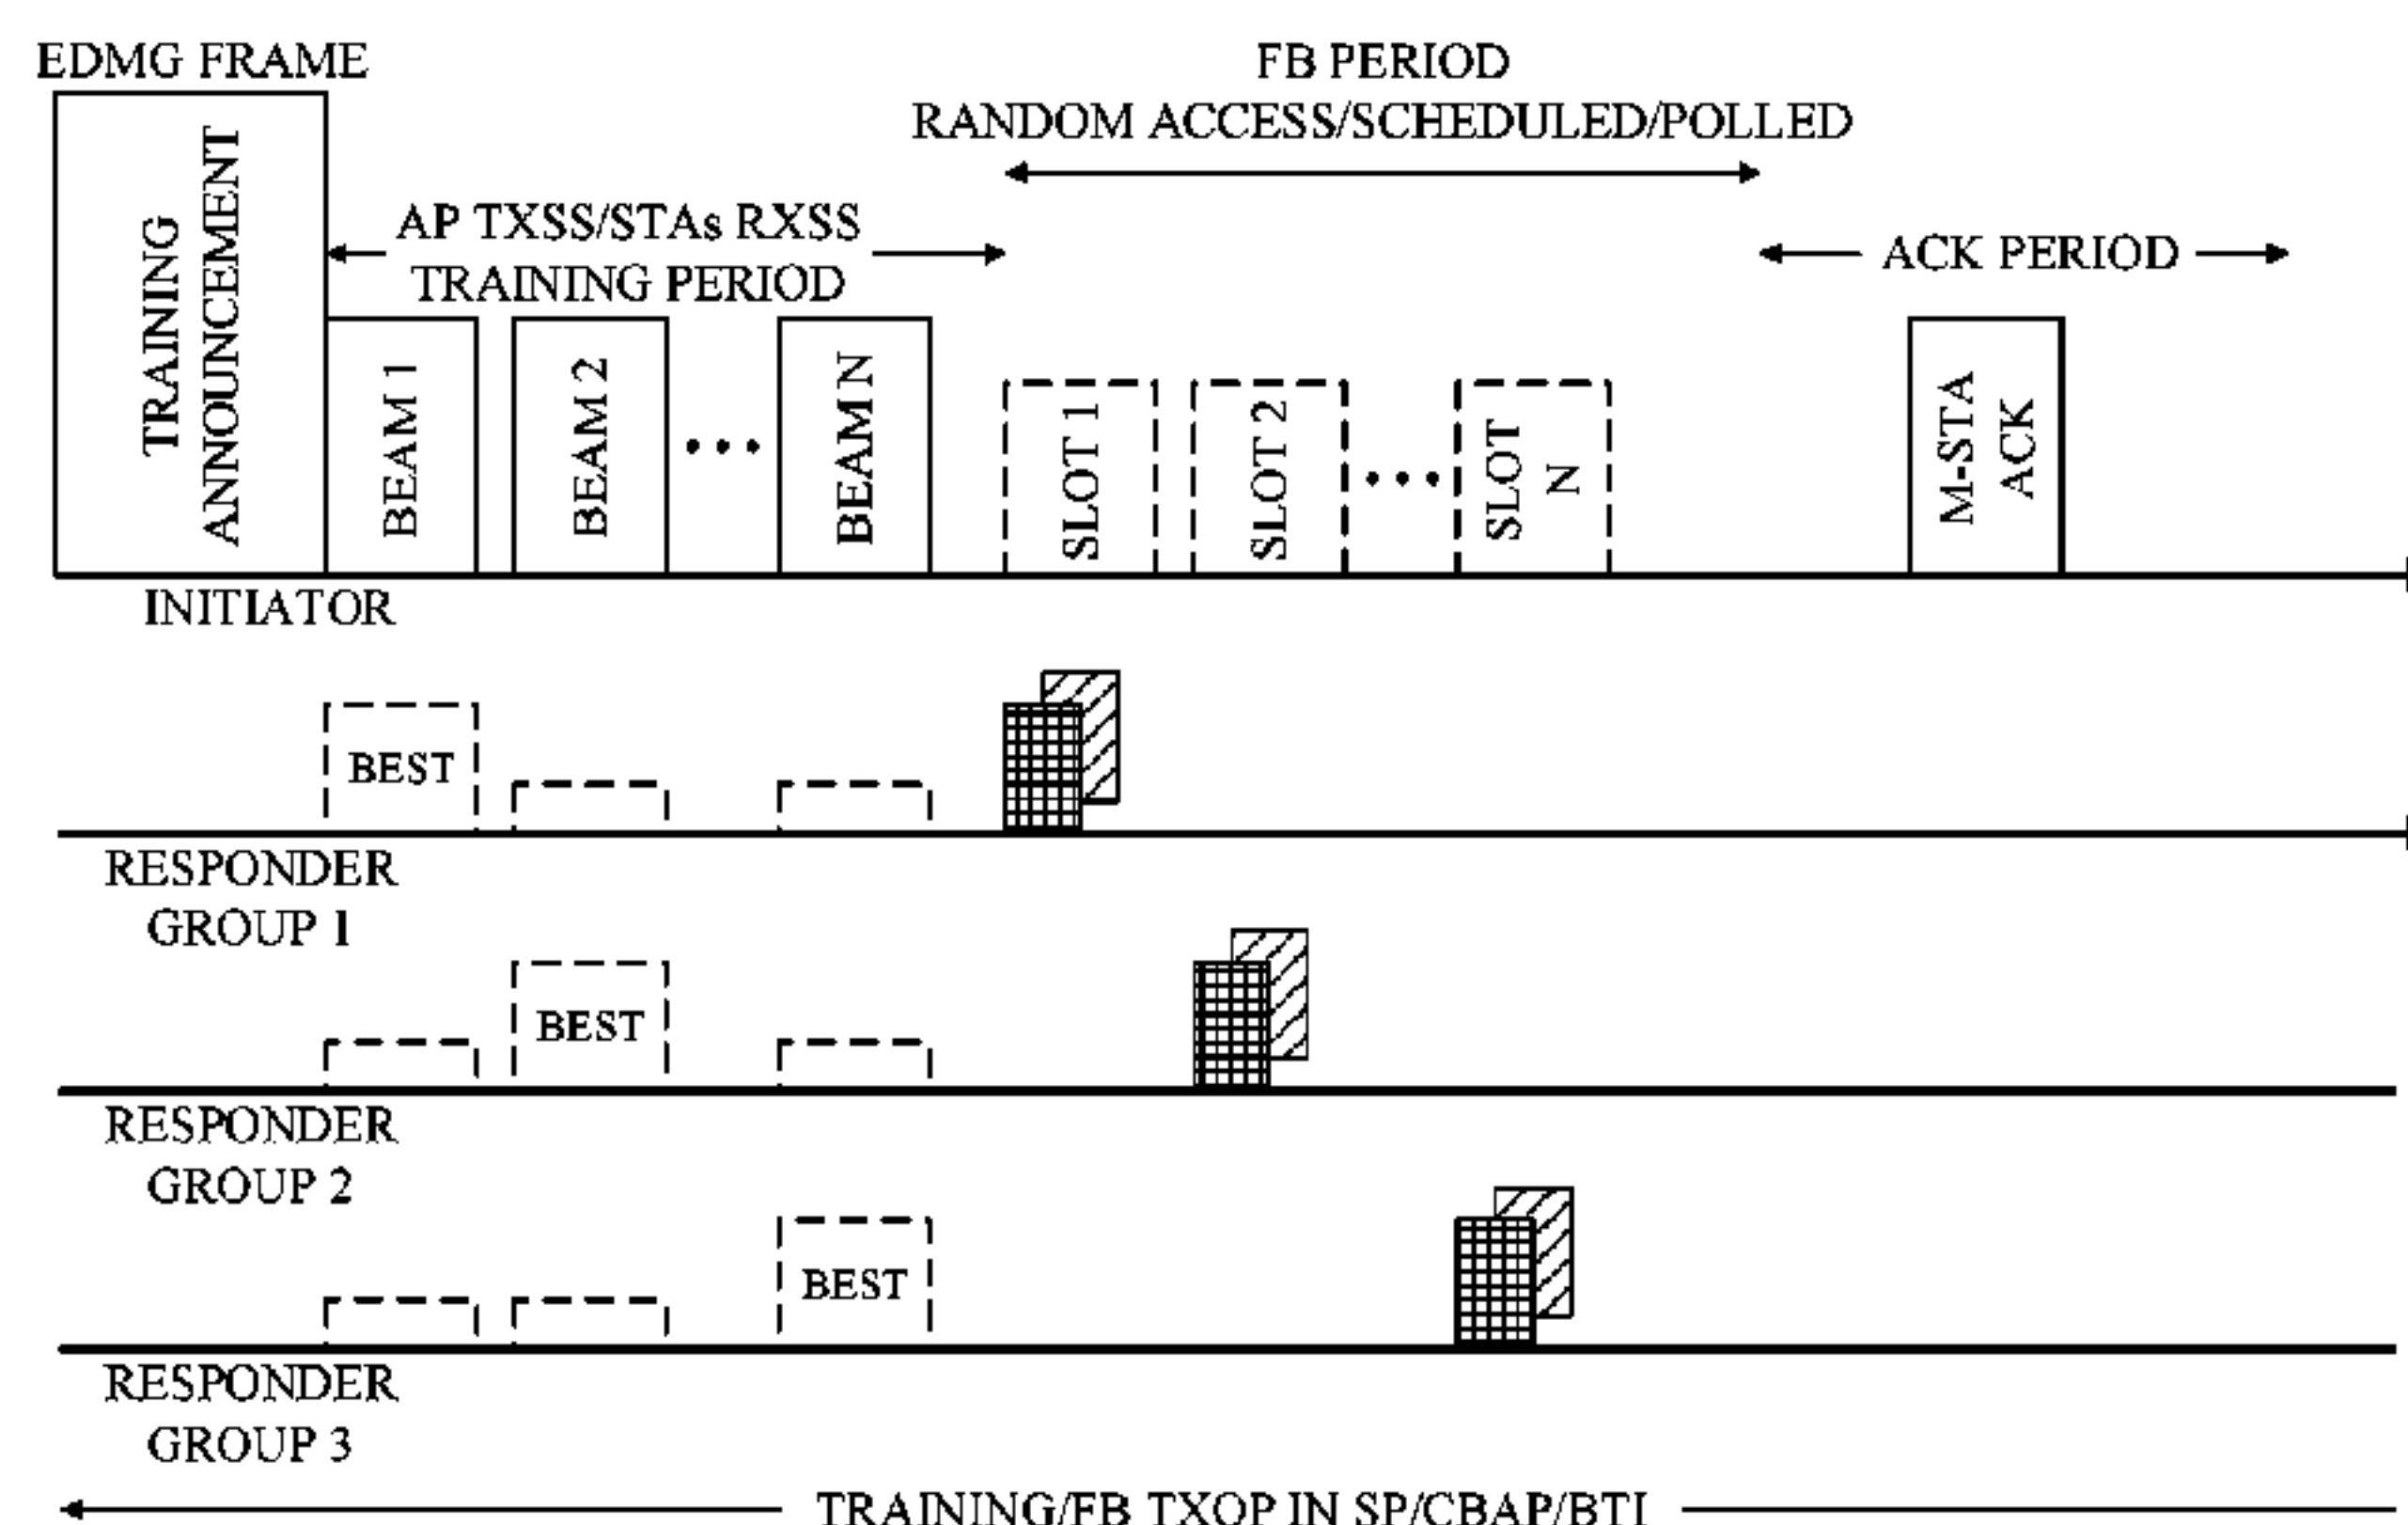 EDMG FRAME
TRAINING
ANNOUNCEMENT
AP TXSS/STAs RXSS
TRAINING PERIOD
FB PERIOD
RANDOM ACCESS/SCHEDULED/POLLED
ACK PERIOD
BEAM 1
BEAM 2
BEAM N
SLOT 1
SLOT 2
SLOT
N
M-STA
ACK
INITIATOR
BEST
RESPONDER
GROUP 1
BEST
RESPONDER
GROUP 2
BEST
RESPONDER
GROUP 3
TRAINING/FB TXOP IN SP/CBAP/BTI